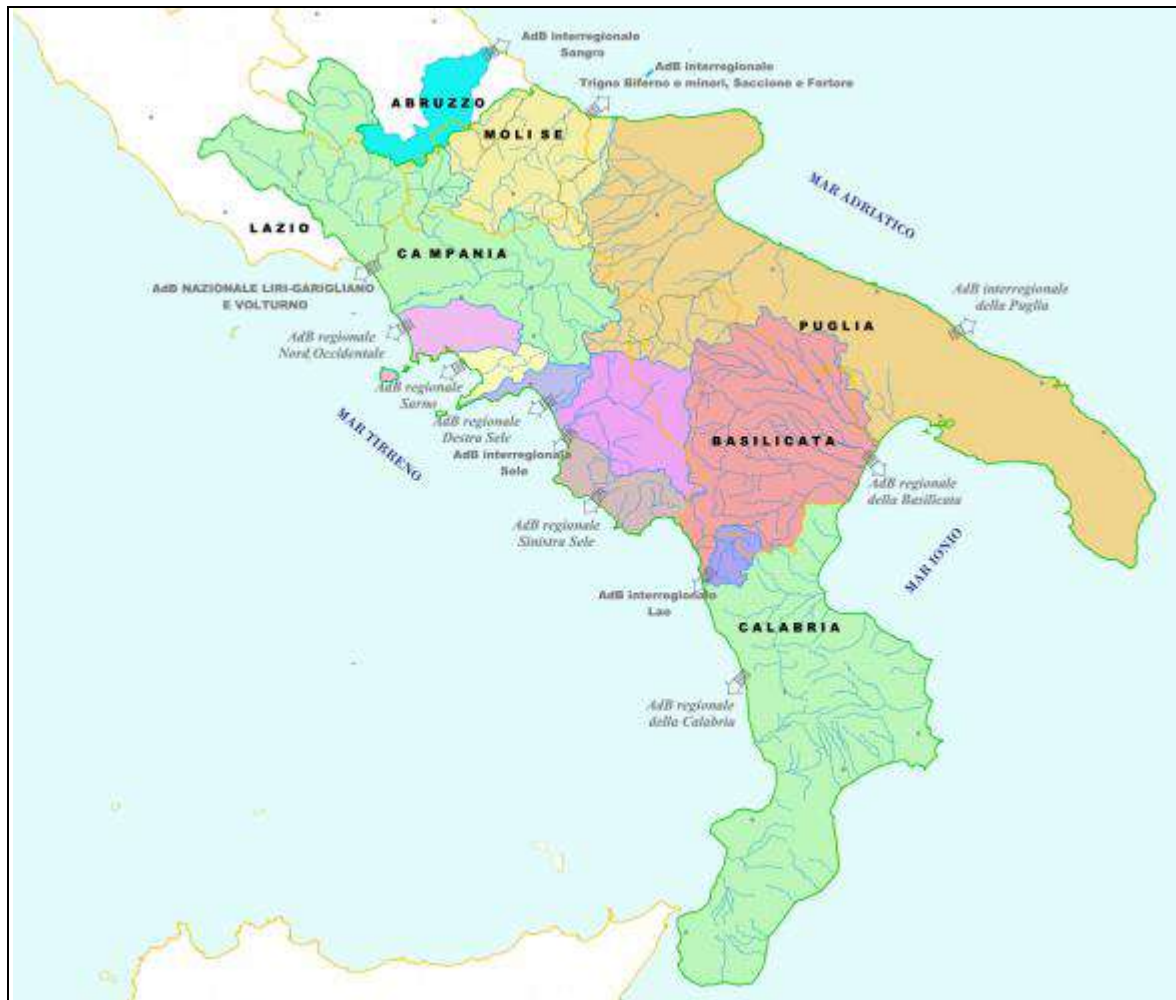 AdB interregionale
Sangro
AdB interregionale
Trigno Biferno e minori, Saccione e Fortore
ABRUZZO
MOLISE
MAR ADRIATICO
LAZIO
CAMPANIA
AdB NAZIONALE LIRI-GARIGLIANO
E VOLTURNO
AdB interregionale
della Puglia
PUGLIA
AdB regionale
Nord Occidentale
AdB regionale
Sarno
MAR TIRRENO
AdB regionale
Destra Sele
BASILICATA
AdB interregionale
Sele
AdB regionale
della Basilicata
AdB regionale
Sinistra Sele
MAR IONIO
AdB interregionale
Lao
CALABRIA
AdB regionale
della Calabria